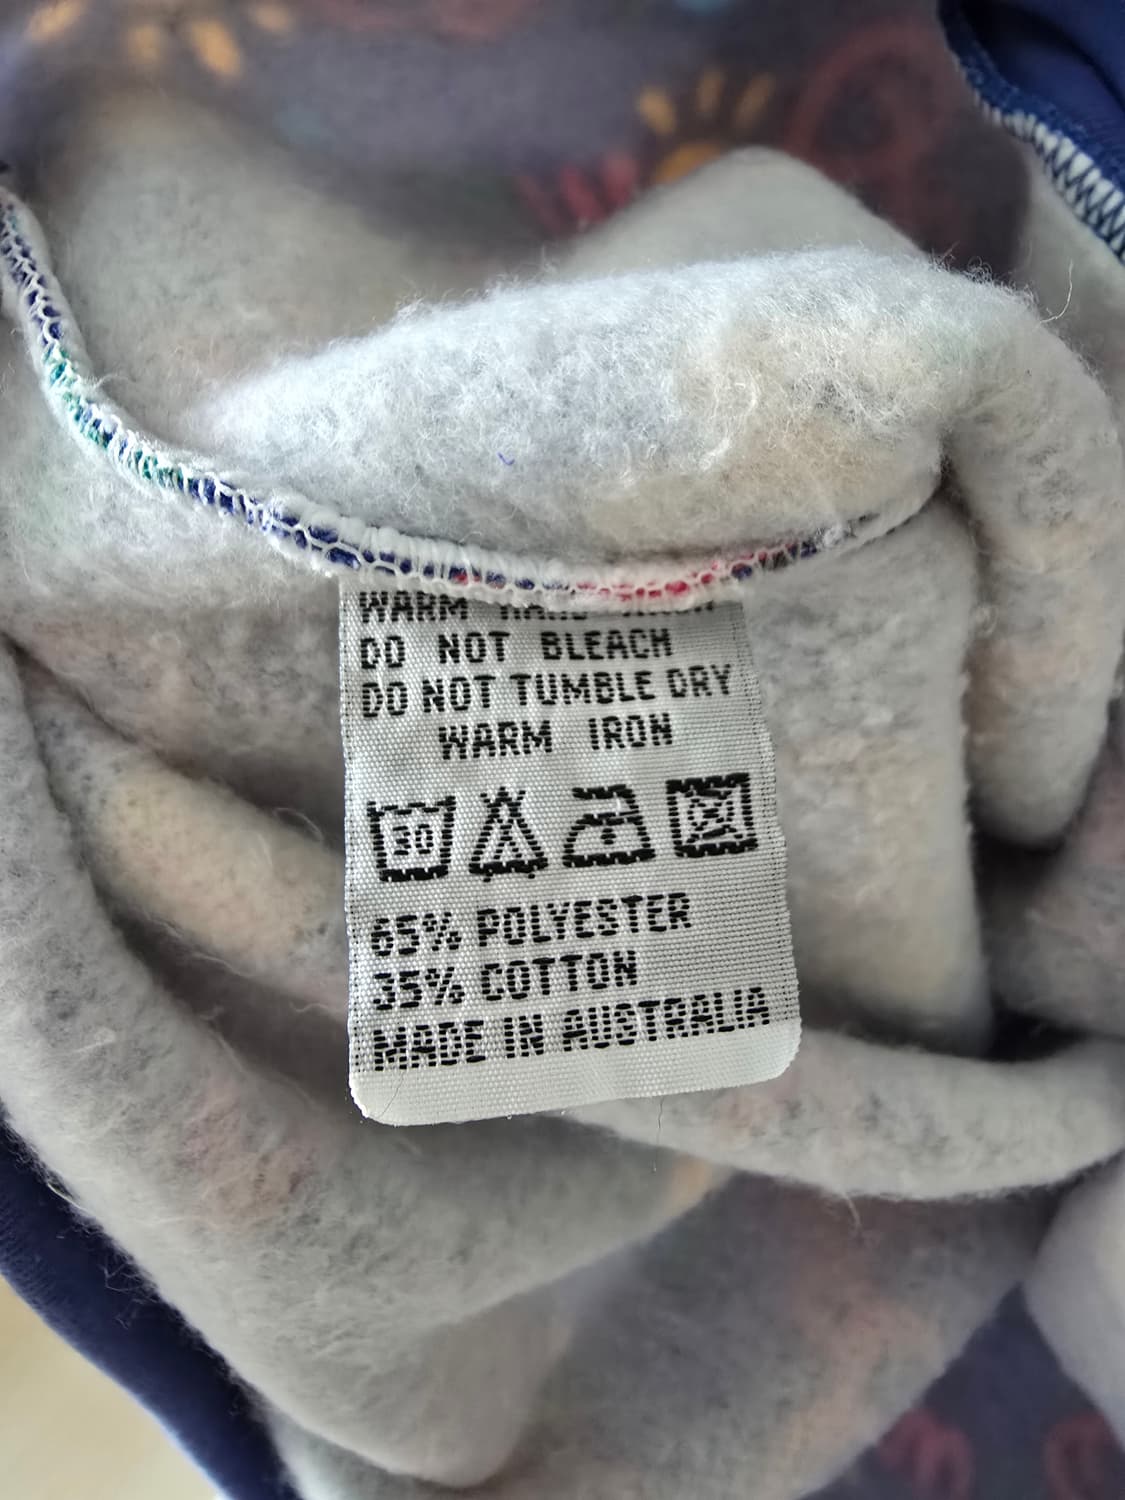 WARM
DO NOT BLEACH
DO NOT TUMBLE DRY
WARM IRON
30
65% POLYESTER
35% COTTON
MADE IN AUSTRALIA